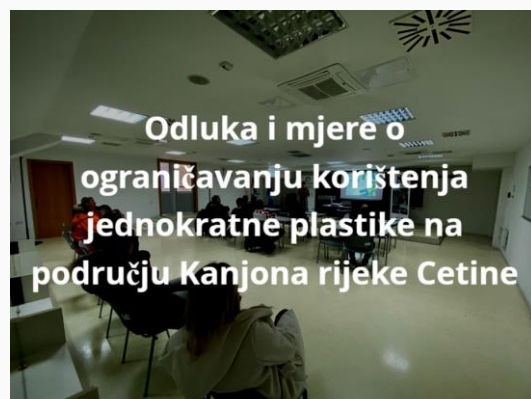 Odluka i mjere o
ograničavanju korištenja
jednokratne plastike na
području Kanjona rijeke Cetine